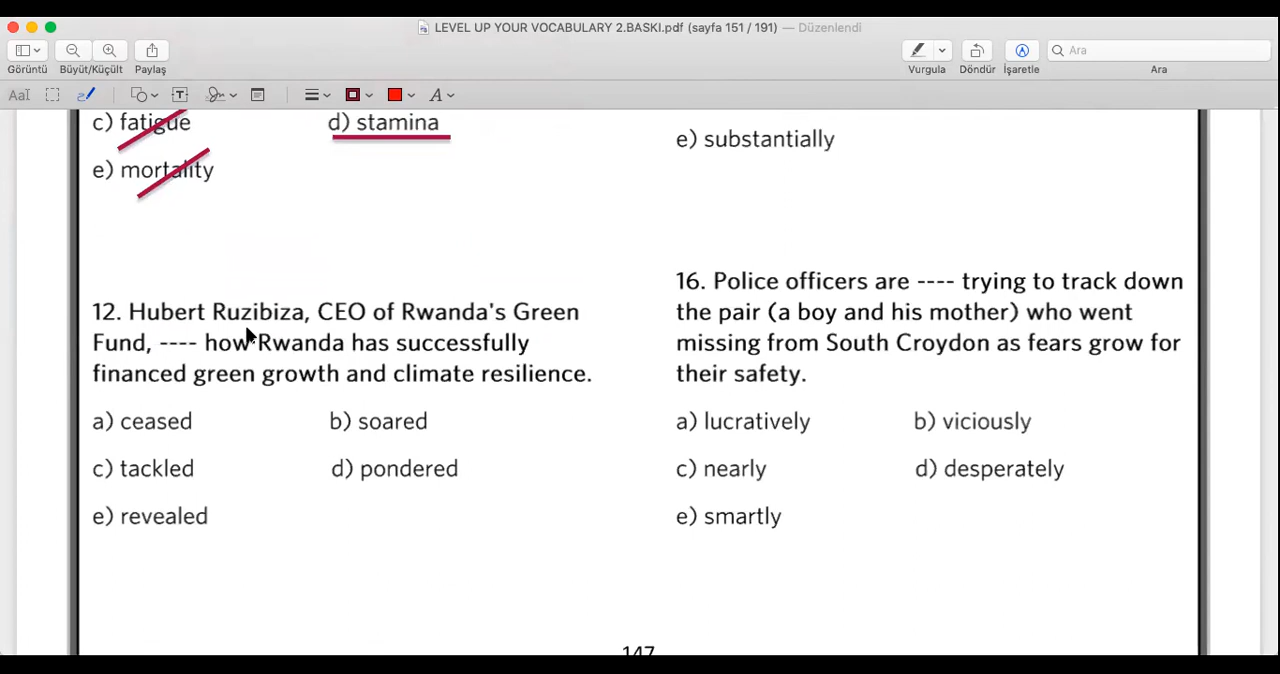 LEVEL UP YOUR VOCABULARY 2.BASKI.pdf (sayfa 151 / 191) — Düzenlendi
Görüntü Büyüt/Küçült Paylaş Vurgula Döndür İşaretle Ara
Ara
c) fatigue d) stamina
e) mortality
12. Hubert Ruzibiza, CEO of Rwanda's Green
Fund, ---- how Rwanda has successfully
financed green growth and climate resilience.
a) ceased b) soared
c) tackled d) pondered
e) revealed
e) substantially
16. Police officers are ---- trying to track down
the pair (a boy and his mother) who went
missing from South Croydon as fears grow for
their safety.
a) lucratively b) viciously
c) nearly d) desperately
e) smartly
147